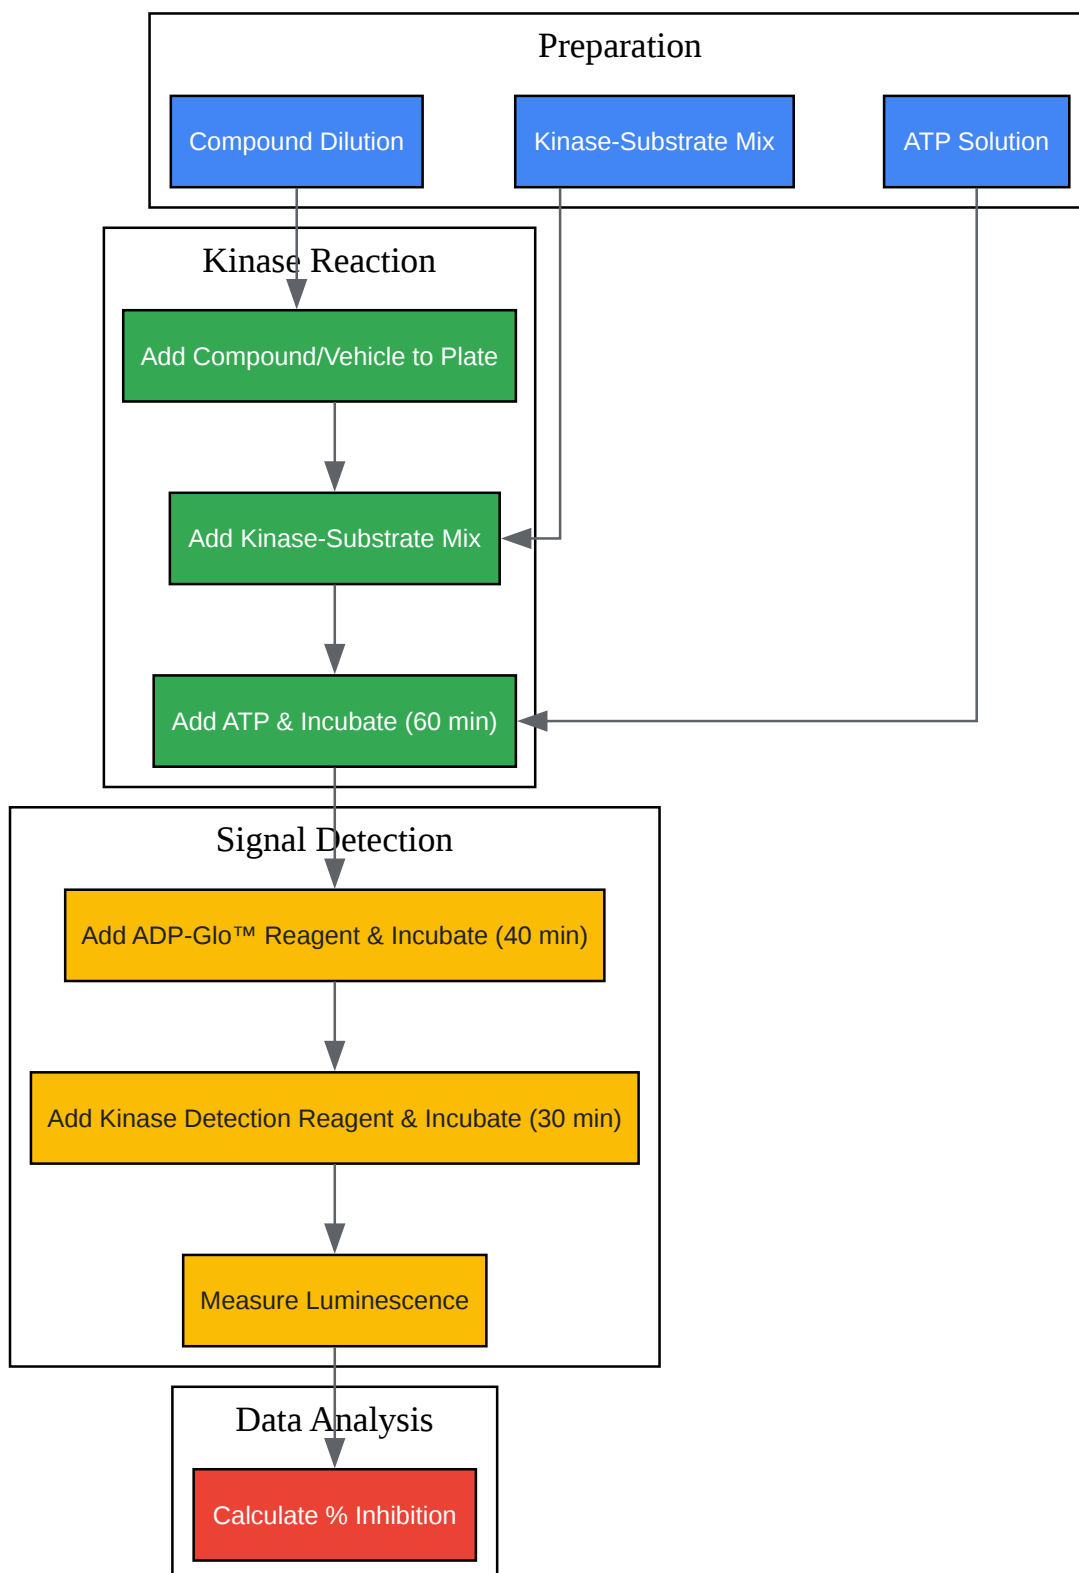 Preparation
Compound Dilution
Kinase-Substrate Mix
ATP Solution
Kinase Reaction
Add Compound/Vehicle to Plate
Add Kinase-Substrate Mix
Add ATP & Incubate (60 min)
Signal Detection
Add ADP-Glo™ Reagent & Incubate (40 min)
Add Kinase Detection Reagent & Incubate (30 min)
Measure Luminescence
Data Analysis
Calculate % Inhibition